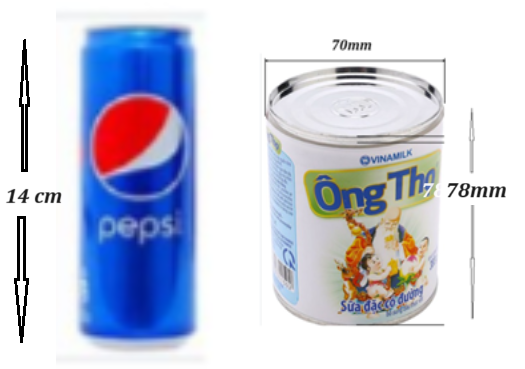 14 cm
pepsi
70mm
VINAMILK
Ông Thọ
78mm
Sữa đặc có đường